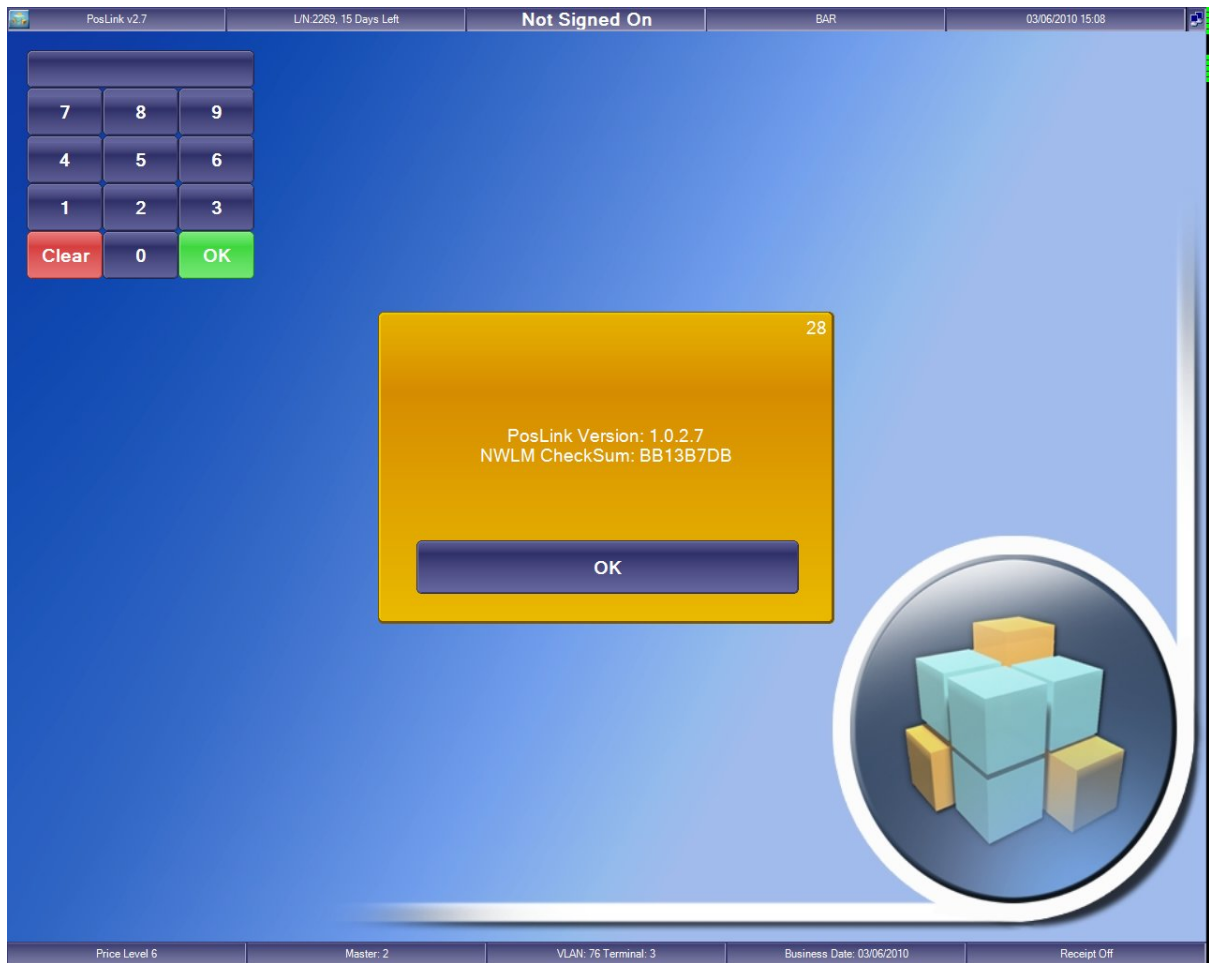 PosLink v2.7
L/N:2269, 15 Days Left
Not Signed On
BAR
03/06/2010 15:08
7 8 9
4 5 6
1 2 3
Clear 0 OK
28
PosLink Version: 1.0.2.7
NWLM CheckSum: BB13B7DB
OK
Price Level 6
Master: 2
VLAN: 76 Terminal: 3
Business Date: 03/06/2010
Receipt Off